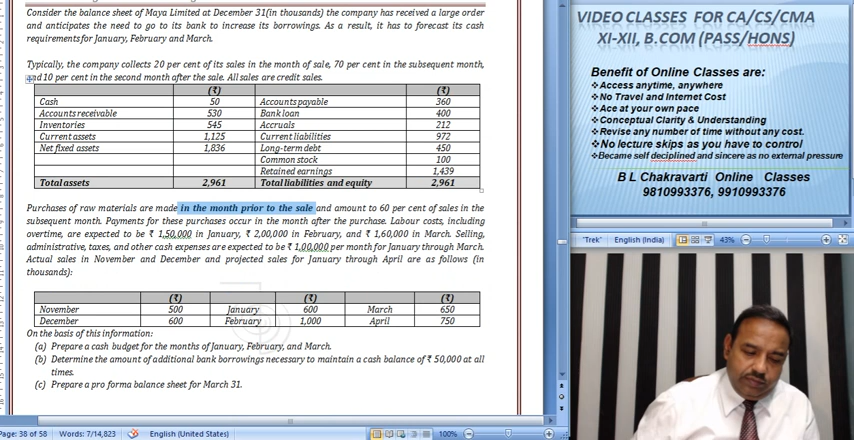 Consider the balance sheet of Maya Limited at December 31(in thousands) the company has received a large order
and anticipates the need to go to its bank to increase its borrowings. As a result, it has to forecast its cash
requirements for January, February and March.
Typically, the company collects 20 per cent of its sales in the month of sale, 70 per cent in the subsequent month,
and 10 per cent in the second month after the sale. All sales are credit sales.
(₹) (₹)
Cash 50 Accounts payable 360
Accounts receivable 530 Bank loan 400
Inventories 545 Accruals 212
Current assets 1,125 Current liabilities 972
Net fixed assets 1,836 Long-term debt 450
Common stock 100
Retained earnings 1,439
Total assets 2,961 Total liabilities and equity 2,961
Purchases of raw materials are made in the month prior to the sale and amount to 60 per cent of sales in the
subsequent month. Payments for these purchases occur in the month after the purchase. Labour costs, including
overtime, are expected to be ₹ 1,50,000 in January, ₹ 2,00,000 in February, and ₹ 1,60,000 in March. Selling,
administrative, taxes, and other cash expenses are expected to be ₹ 1,00,000 per month for January through March.
Actual sales in November and December and projected sales for January through April are as follows (in
thousands):
(₹) (₹) (₹)
November 500 January 600 March 650
December 600 February 1,000 April 750
On the basis of this information:
(a) Prepare a cash budget for the months of January, February, and March.
(b) Determine the amount of additional bank borrowings necessary to maintain a cash balance of ₹ 50,000 at all
times.
(c) Prepare a pro forma balance sheet for March 31.
Page: 38 of 58 Words: 7/14,823 English (United States) 100%
VIDEO CLASSES FOR CA/CS/CMA
XI-XII, B.COM (PASS/HONS)
Benefit of Online Classes are:
❖Access anytime, anywhere
❖No Travel and Internet Cost
❖Ace at your own pace
❖Conceptual Clarity & Understanding
❖Revise any number of time without any cost.
❖No lecture skips as you have to control
❖Became self deciplined and sincere as no external pressure
B L Chakravarti Online Classes
9810993376, 9910993376
"Trek" English (India) 43%